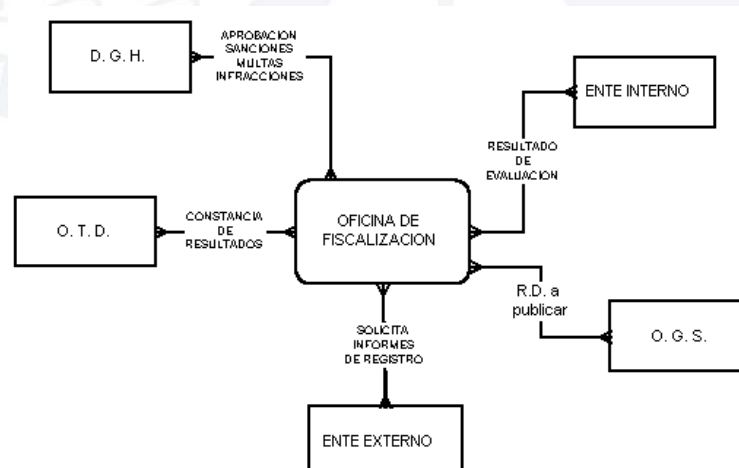 D. G. H.
APROBACION
SANCIONES
MULTAS
INFRACCIONES
ENTE INTERNO
RESULTADO
DE
EVALUACION
O. T. D.
CONSTANCIA
DE
RESULTADOS
OFICINA DE
FISCALIZACION
R.D. a
publicar
O. G. S.
SOLICITA
INFORMES
DE REGISTRO
ENTE EXTERNO